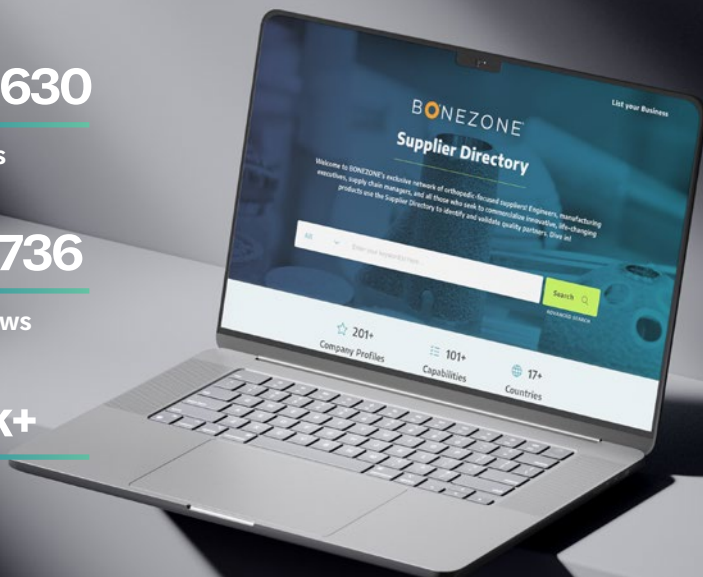 630
s
736
ws
k+
List your Business
BONEZONE
Supplier Directory
Welcome to BONEZONE's exclusive network of orthopedic-focused suppliers! Engineers, manufacturing
executives, supply chain managers, and all those who seek to commercialize innovative, life-changing
products use the Supplier Directory to identify and validate quality partners. Dive in!
All
Enter your keywords here
Search
ADVANCED SEARCH
201+
Company Profiles
101+
Capabilities
17+
Countries